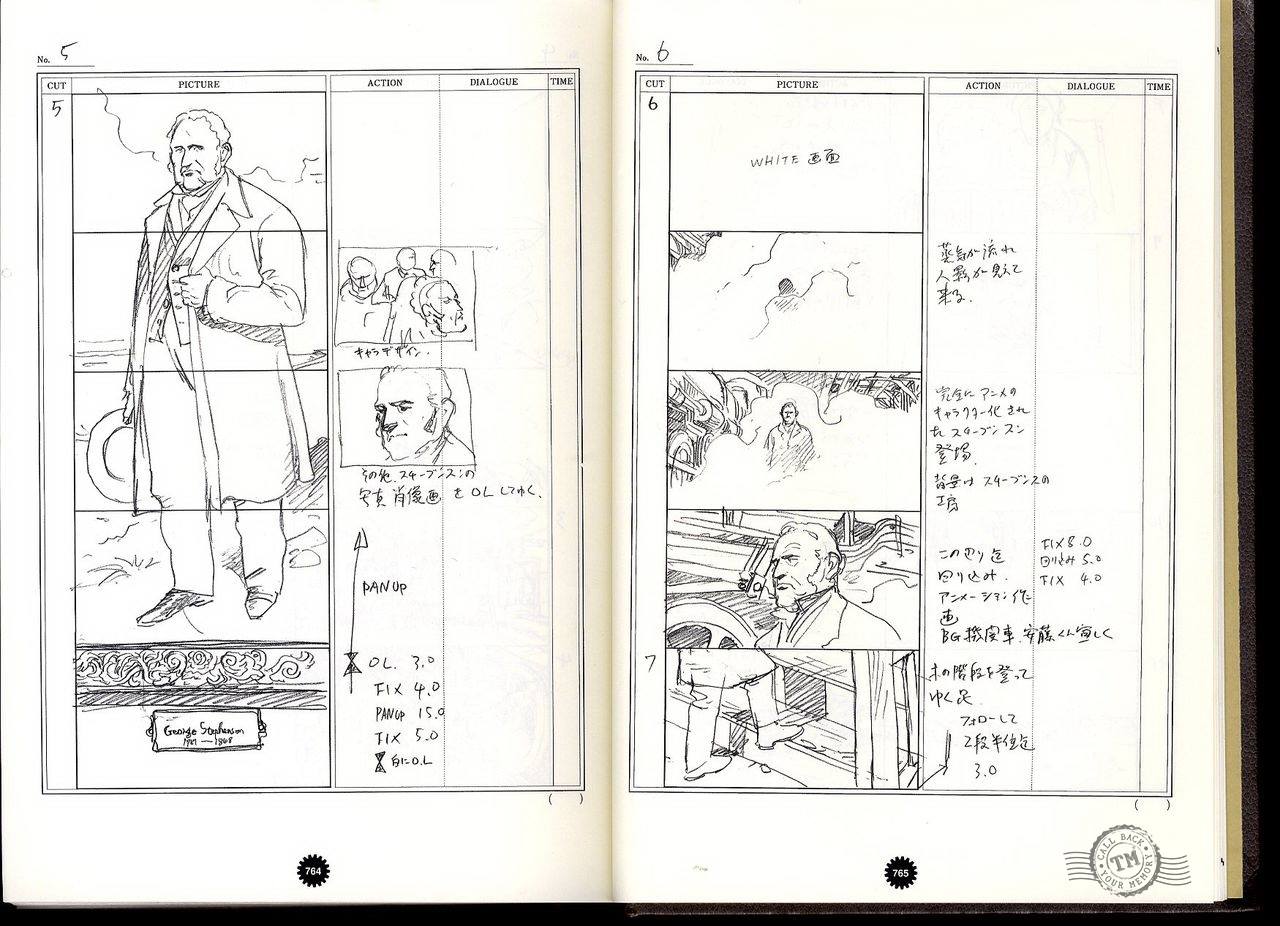 No. 5
CUT
PICTURE
ACTION
DIALOGUE
TIME
5
キャラデザイン.
その他、スチーブンスンの
写真 肖像画 を OL してゆく.
PAN UP
OL. 3.0
FIX 4.0
PAN UP 15.0
FIX 5.0
白にO.L
George Stephenson
( )
764
No. 6
CUT
PICTURE
ACTION
DIALOGUE
TIME
6
WHITE 画面
蒸気が流れ
人影が見えて
来る.
完全にアニメの
キャラクター化され
た スチーブンスン
登場.
背景は スチーブンスの
工房
この辺り迄
回り込み.
アニメーション作
画
BG 機関車.安藤くん宜しく
FIX 8.0
回り込み 5.0
FIX 4.0
7
木の階段を登って
ゆく足.
フォローして
2段半位迄
3.0
( )
765
CALL BACK
TM
YOUR MEMORY